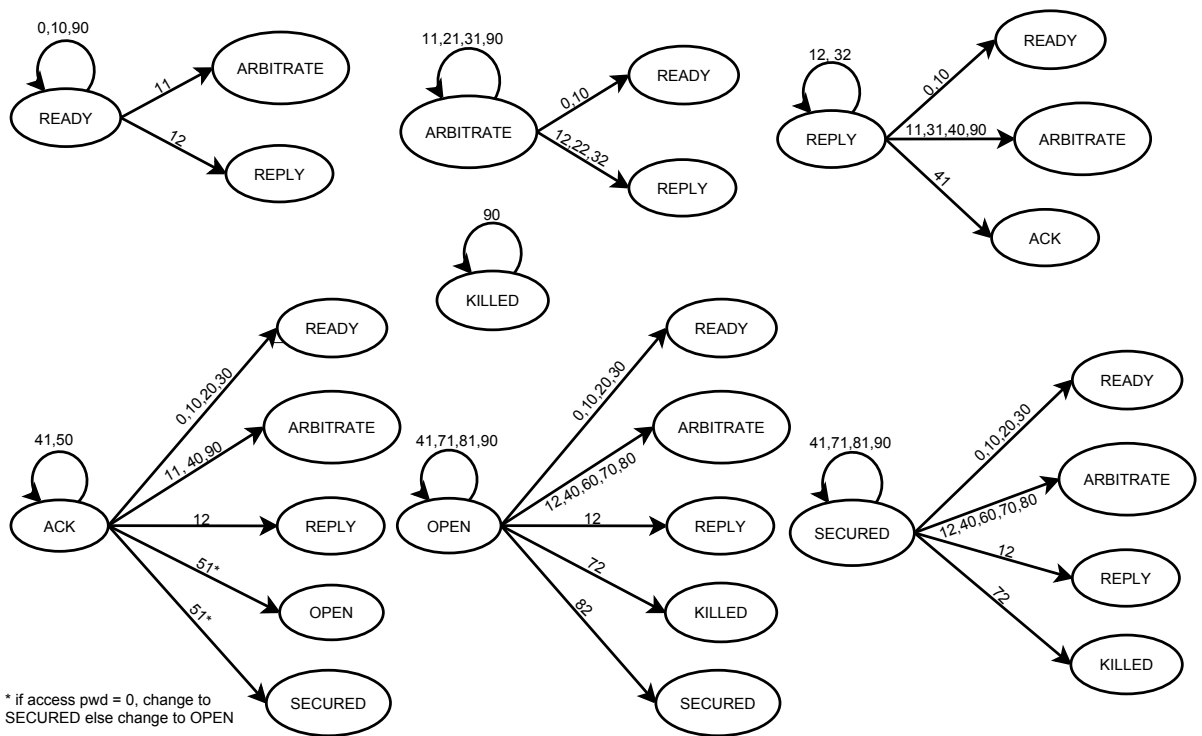 0,10,90
READY
11
ARBITRATE
12
REPLY
11,21,31,90
ARBITRATE
0,10
READY
12,22,32
REPLY
12, 32
REPLY
0,10
READY
11,31,40,90
ARBITRATE
41
ACK
90
KILLED
41,50
ACK
0,10,20,30
READY
11, 40,90
ARBITRATE
12
REPLY
51*
OPEN
51*
SECURED
41,71,81,90
OPEN
0,10,20,30
READY
12,40,60,70,80
ARBITRATE
12
REPLY
72
KILLED
82
SECURED
41,71,81,90
SECURED
0,10,20,30
READY
12,40,60,70,80
ARBITRATE
12
REPLY
72
KILLED
* if access pwd = 0, change to
SECURED else change to OPEN